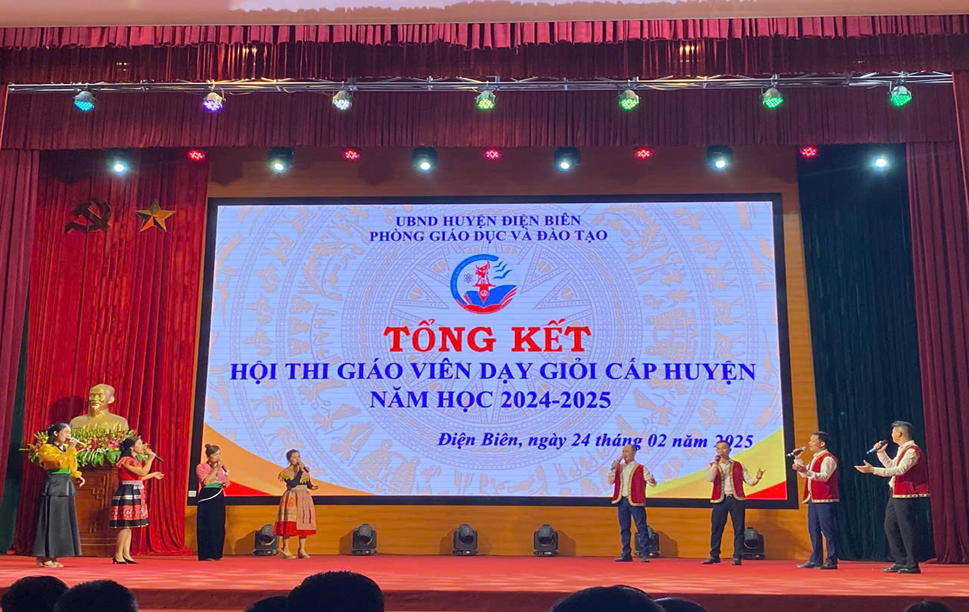 UBND HUYỆN ĐIỆN BIÊN
PHÒNG GIÁO DỤC VÀ ĐÀO TẠO
TỔNG KẾT
HỘI THI GIÁO VIÊN DẠY GIỎI CẤP HUYỆN
NĂM HỌC 2024-2025
Điện Biên, ngày 24 tháng 02 năm 2025